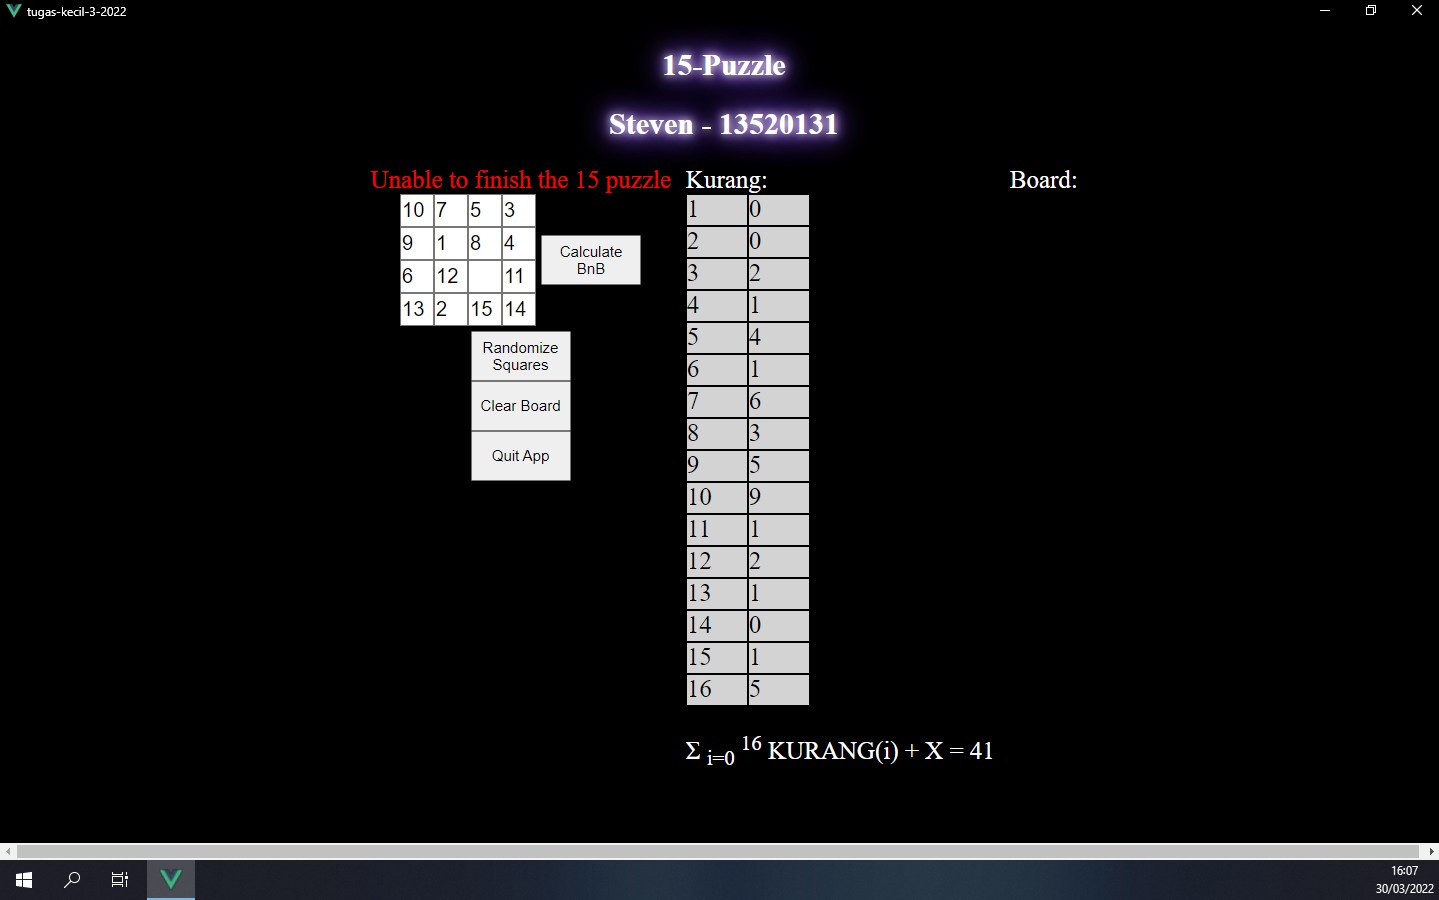 tugas-kecil-3-2022
15-Puzzle
Steven - 13520131
Unable to finish the 15 puzzle
10 7 5 3
9 1 8 4
6 12 11
13 2 15 14
Calculate
BnB
Randomize
Squares
Clear Board
Quit App
Kurang:
1 0
2 0
3 2
4 1
5 4
6 1
7 6
8 3
9 5
10 9
11 1
12 2
13 1
14 0
15 1
16 5
Σ i=0 16 KURANG(i) + X = 41
Board:
16:07
30/03/2022